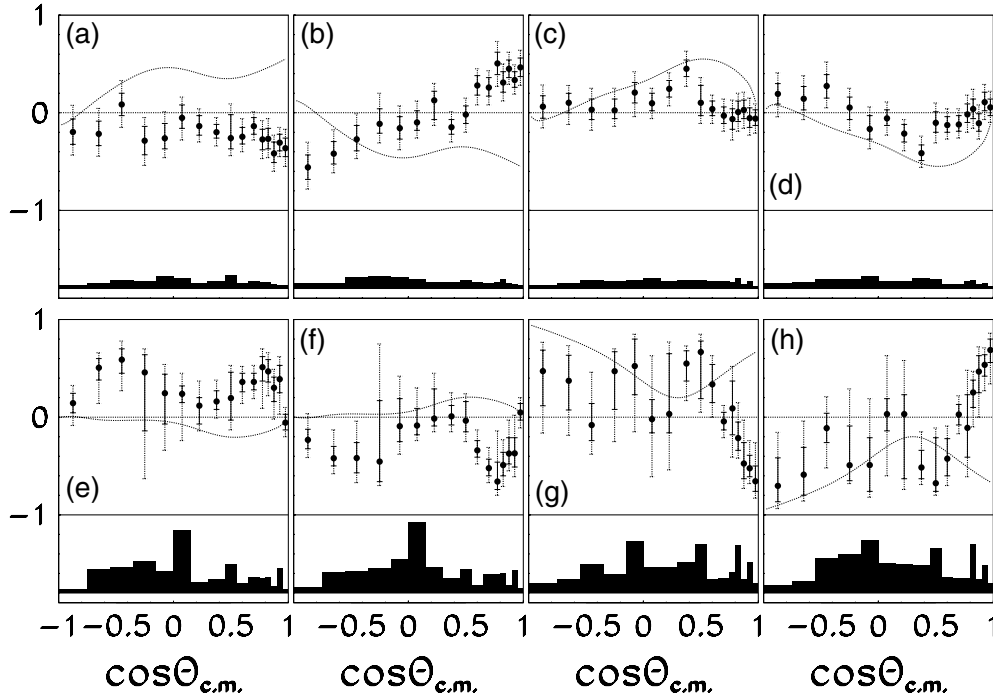 1 (a) (b) (c)
0
(d)
-1
1 (f) (h)
0
(e) (g)
-1
-1 -0.5 0 0.5 1 -0.5 0 0.5 1 -0.5 0 0.5 1 -0.5 0 0.5 1
cosΘc.m. cosΘc.m. cosΘc.m. cosΘc.m.